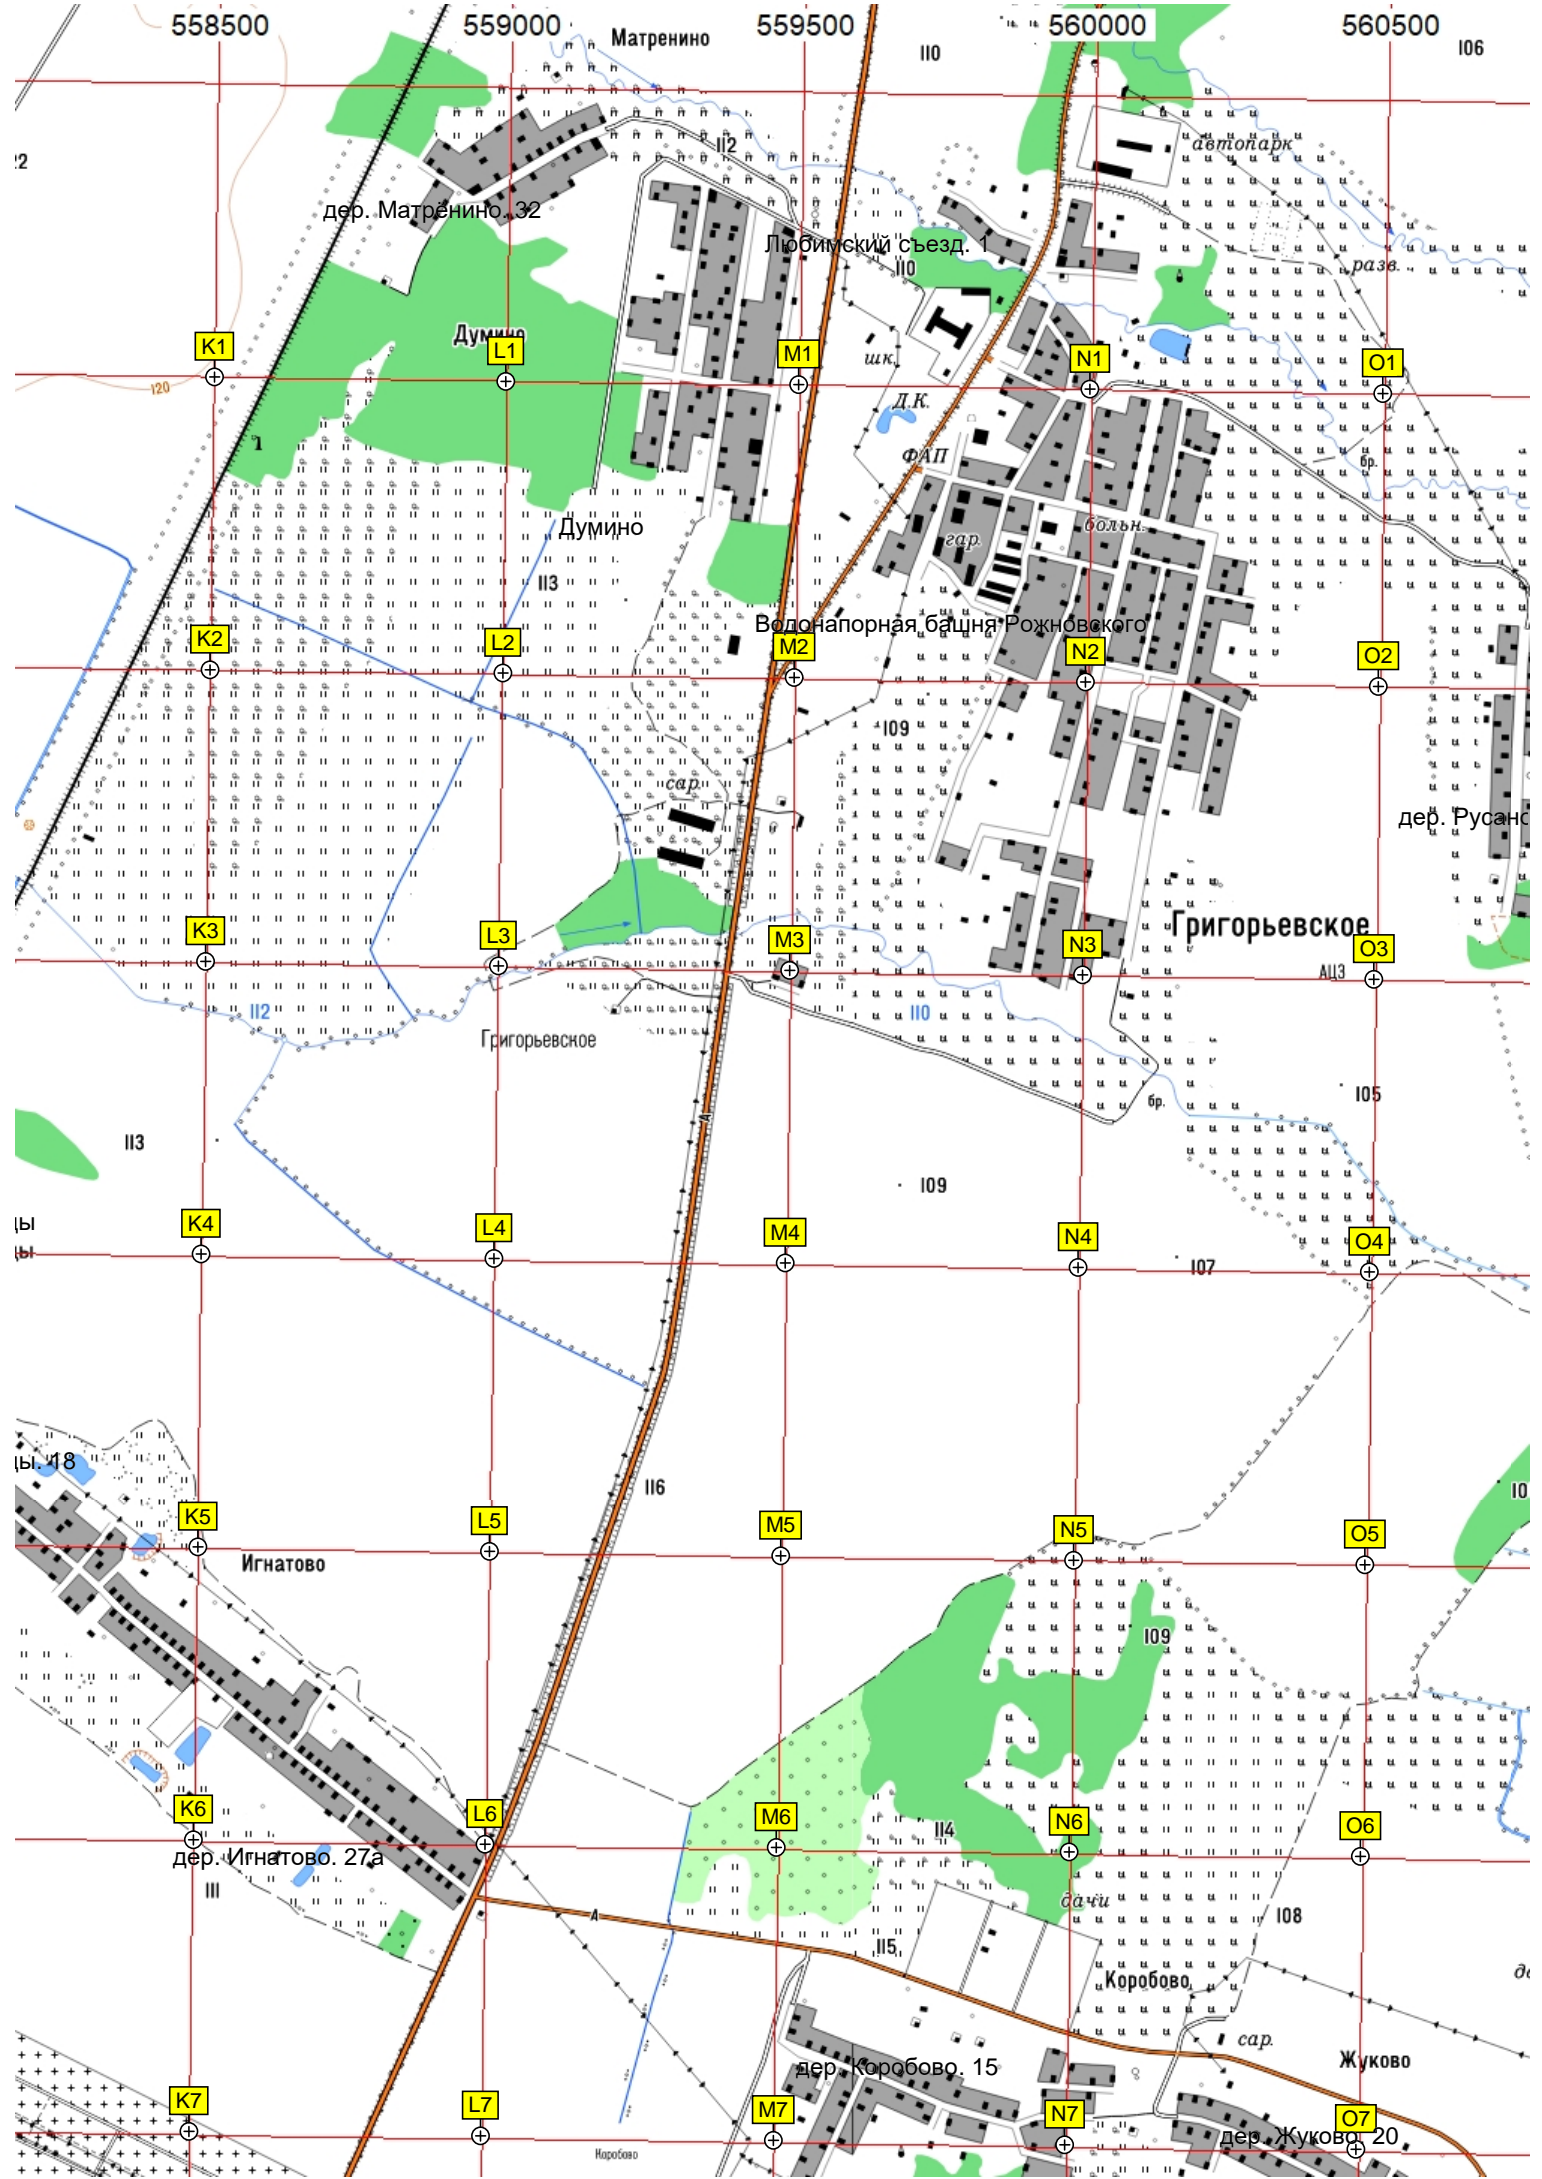 558500 559000 559500 560000 560500
Матренино
110
106
автопарк
112
дер. Матрёнино. 32
Любимский съезд. 1
110
разв.
Думино
K1
L1
M1
шк.
N1
O1
120
Д.К.
ФАП
бр.
гар.
больн.
Думино
113
Водонапорная башня Рожновского
K2
L2
M2
N2
O2
109
сар.
дер. Русано
Григорьевское
K3
L3
M3
N3
O3
АЦЗ
112
110
Григорьевское
А
105
бр.
113
109
K4
L4
M4
N4
O4
107
ды
ды
ды. 18
116
K5
L5
M5
N5
O5
Игнатово
109
K6
L6
M6
N6
O6
114
дер. Игнатово. 27а
111
дачи
А
108
115
Коробово
сар.
Жуково
дер. Коробово. 15
K7
L7
M7
N7
O7
дер. Жуково. 20
Коробово